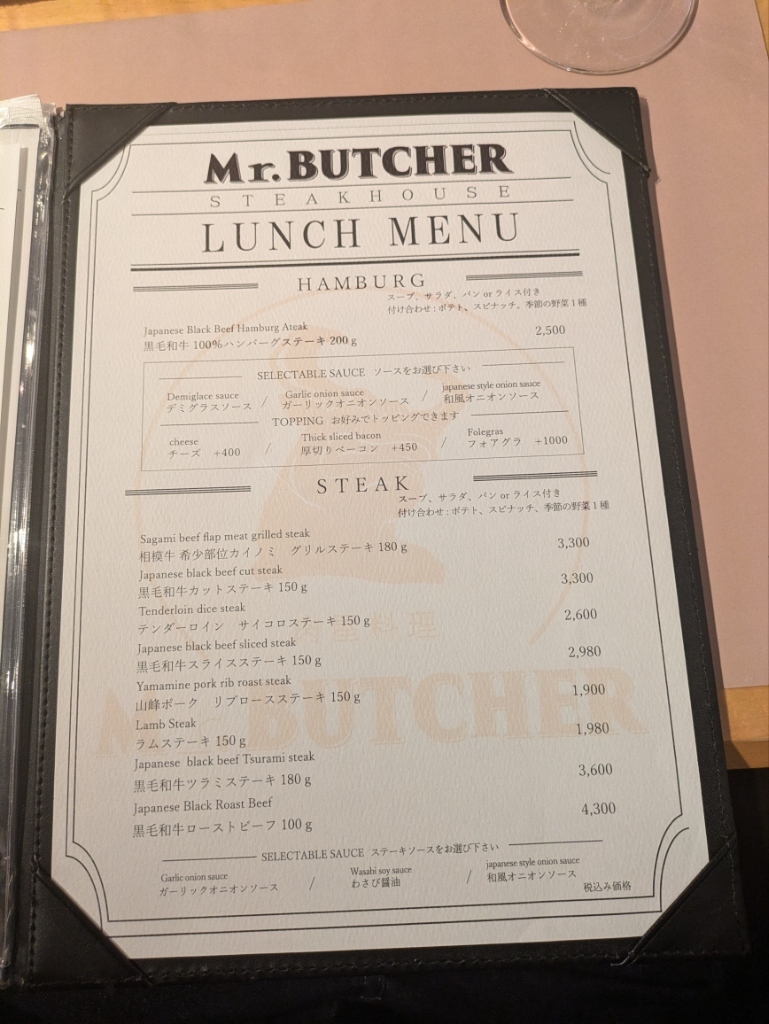 Mr. BUTCHER
STEAKHOUSE
LUNCH MENU
HAMBURG
スープ、サラダ、パン or ライス付き
付け合わせ : ポテト、スピナッチ、季節の野菜 1 種
Japanese Black Beef Hamburg Ateak
黒毛和牛 100%ハンバーグステーキ 200 g 2,500
SELECTABLE SAUCE ソースをお選び下さい
Demiglace sauce / Garlic onion sauce / japanese style onion sauce
デミグラスソース ガーリックオニオンソース 和風オニオンソース
TOPPING お好みでトッピングできます
cheese / Thick sliced bacon / Folegras
チーズ +400 厚切りベーコン +450 フォアグラ +1000
STEAK
スープ、サラダ、パン or ライス付き
付け合わせ : ポテト、スピナッチ、季節の野菜 1 種
Sagami beef flap meat grilled steak
相模牛 希少部位カイノミ グリルステーキ 180 g 3,300
Japanese black beef cut steak
黒毛和牛カットステーキ 150 g 3,300
Tenderloin dice steak
テンダーロイン サイコロステーキ 150 g 2,600
Japanese black beef sliced steak
黒毛和牛スライスステーキ 150 g 2,980
Yamamine pork rib roast steak
山峰ポーク リブロースステーキ 150 g 1,900
Lamb Steak
ラムステーキ 150 g 1,980
Japanese black beef Tsurami steak
黒毛和牛ツラミステーキ 180 g 3,600
Japanese Black Roast Beef
黒毛和牛ローストビーフ 100 g 4,300
SELECTABLE SAUCE ステーキソースをお選び下さい
Garlic onion sauce / Wasabi soy sauce / japanese style onion sauce
ガーリックオニオンソース わさび醤油 和風オニオンソース
税込み価格